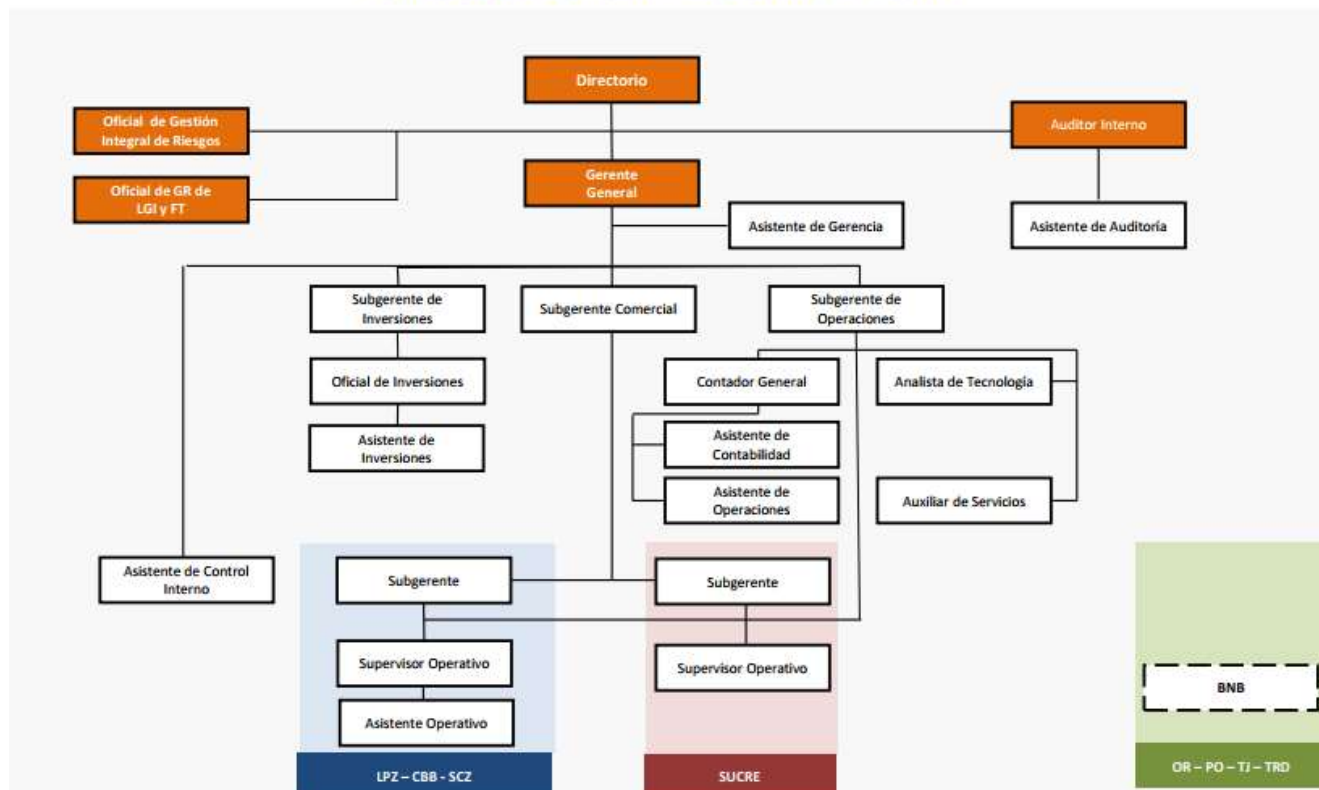 Directorio
Oficial de Gestión
Integral de Riesgos
Auditor Interno
Gerente
General
Oficial de GR de
LGI y FT
Asistente de Gerencia
Asistente de Auditoría
Subgerente de
Inversiones
Subgerente Comercial
Subgerente de
Operaciones
Oficial de Inversiones
Contador General
Analista de Tecnología
Asistente de
Inversiones
Asistente de
Contabilidad
Asistente de
Operaciones
Auxiliar de Servicios
Asistente de Control
Interno
Subgerente
Subgerente
Supervisor Operativo
Supervisor Operativo
BNB
Asistente Operativo
LPZ – CBB - SCZ
SUCRE
OR – PO – TJ – TRD